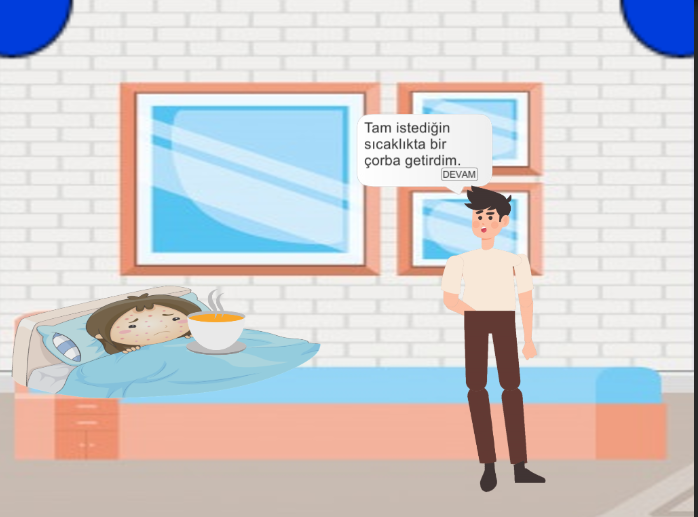 Tam istediğin
sıcaklıkta bir
çorba getirdim.
DEVAM